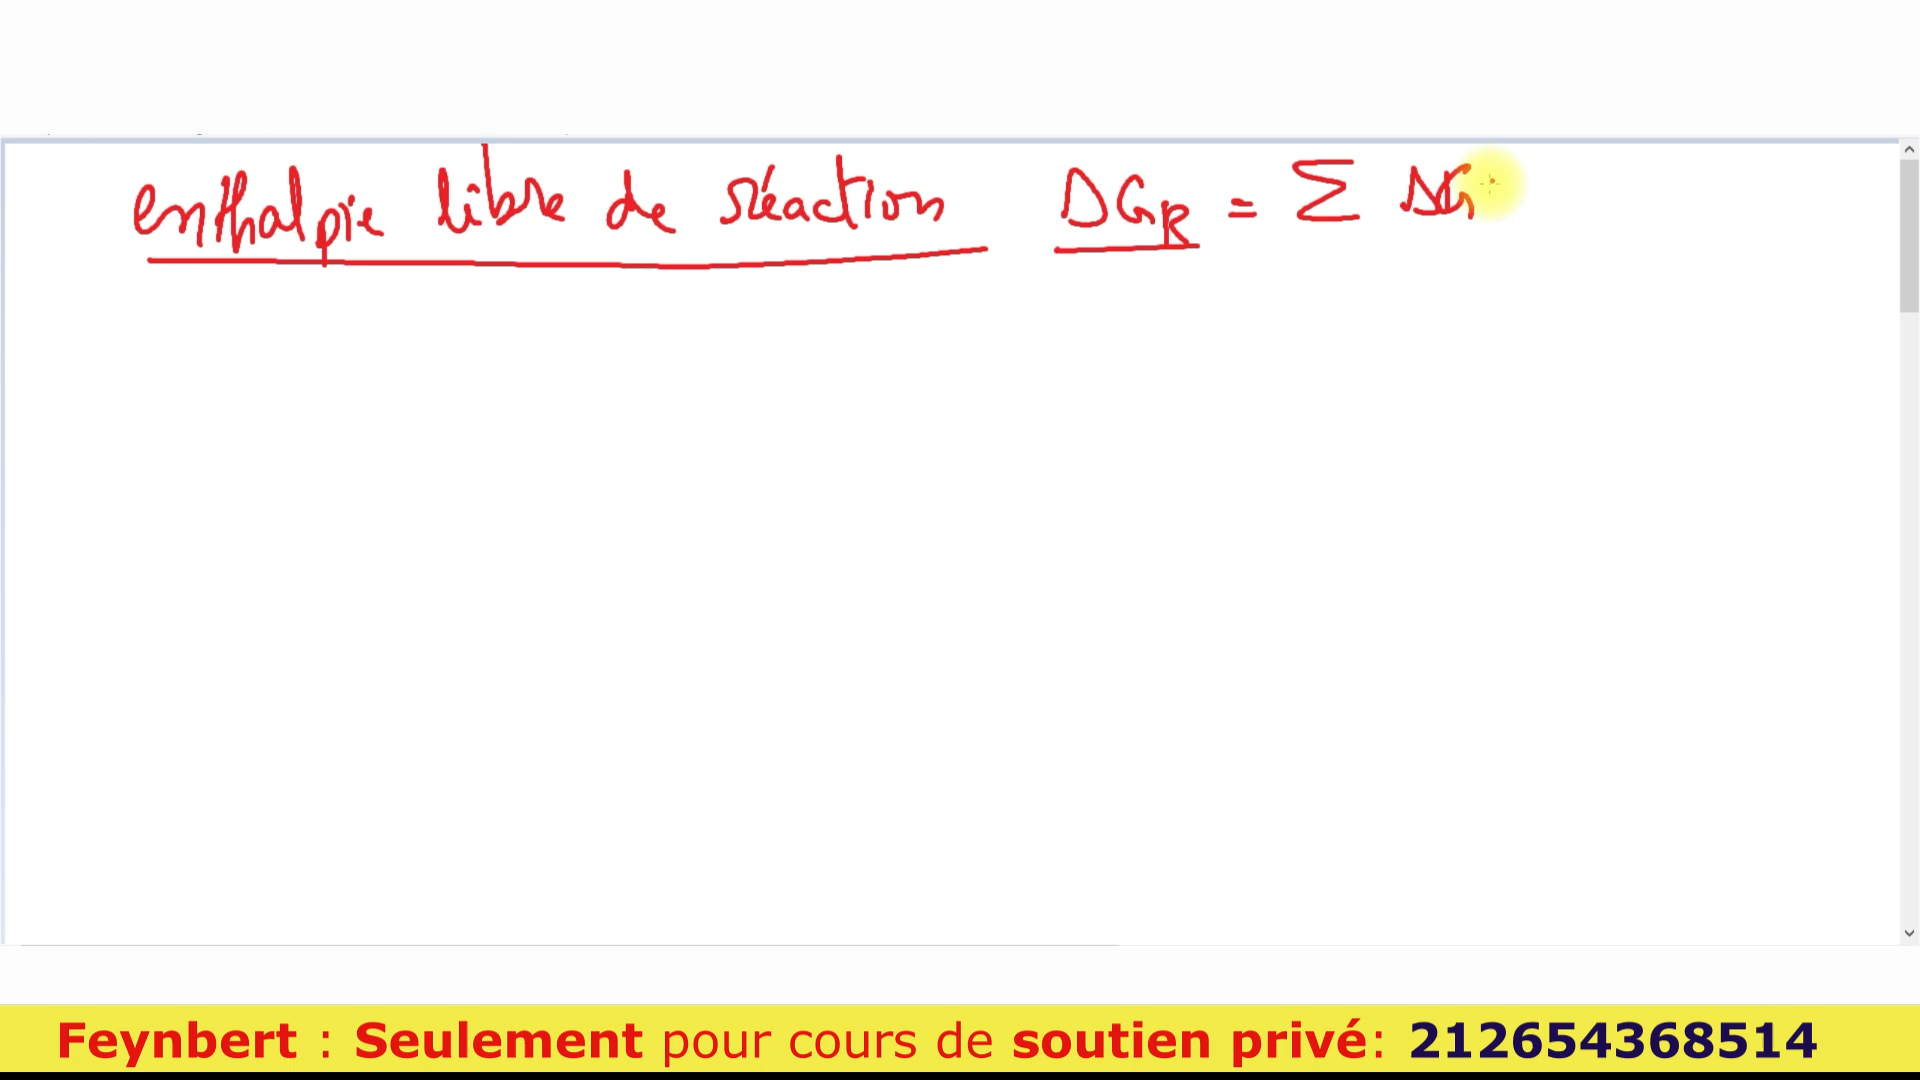 enthalpie libre de réaction ΔG_R = Σ ΔG
Feynbert : Seulement pour cours de soutien privé: 212654368514